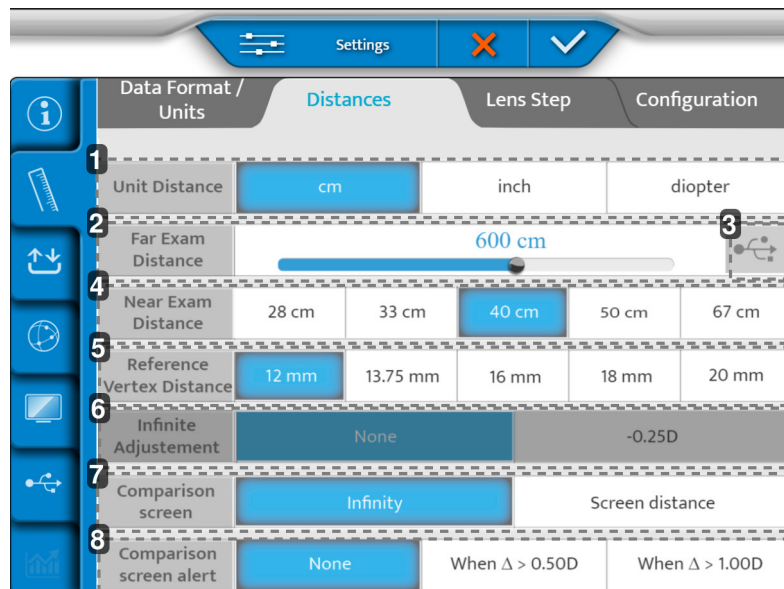 Settings
Data Format /
Units
Distances
Lens Step
Configuration
1
Unit Distance
cm
inch
diopter
2
Far Exam
Distance
600 cm
3
4
Near Exam
Distance
28 cm
33 cm
40 cm
50 cm
67 cm
5
Reference
Vertex Distance
12 mm
13.75 mm
16 mm
18 mm
20 mm
6
Infinite
Adjustement
None
-0.25D
7
Comparison
screen
Infinity
Screen distance
8
Comparison
screen alert
None
When Δ > 0.50D
When Δ > 1.00D